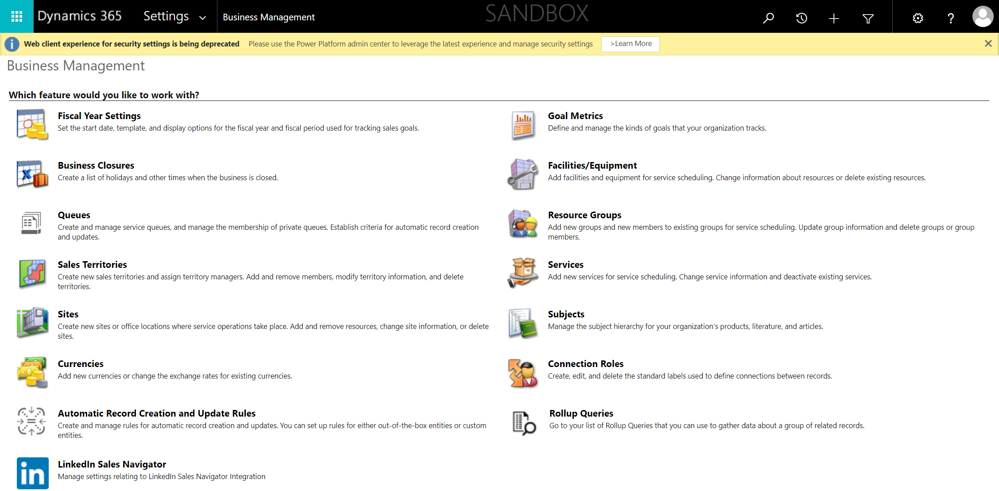 Dynamics 365 Settings Business Management SANDBOX
Web client experience for security settings is being deprecated Please use the Power Platform admin center to leverage the latest experience and manage security settings >Learn More
Business Management
Which feature would you like to work with?
Fiscal Year Settings
Set the start date, template, and display options for the fiscal year and fiscal period used for tracking sales goals.
Goal Metrics
Define and manage the kinds of goals that your organization tracks.
Business Closures
Create a list of holidays and other times when the business is closed.
Facilities/Equipment
Add facilities and equipment for service scheduling. Change information about resources or delete existing resources.
Queues
Create and manage service queues, and manage the membership of private queues. Establish criteria for automatic record creation
and updates.
Resource Groups
Add new groups and new members to existing groups for service scheduling. Update group information and delete groups or group
members.
Sales Territories
Create new sales territories and assign territory managers. Add and remove members, modify territory information, and delete
territories.
Services
Add new services for service scheduling. Change service information and deactivate existing services.
Sites
Create new sites or office locations where service operations take place. Add and remove resources, change site information, or delete
sites.
Subjects
Manage the subject hierarchy for your organization's products, literature, and articles.
Currencies
Add new currencies or change the exchange rates for existing currencies.
Connection Roles
Create, edit, and delete the standard labels used to define connections between records.
Automatic Record Creation and Update Rules
Create and manage rules for automatic record creation and updates. You can set up rules for either out-of-the-box entities or custom
entities.
Rollup Queries
Go to your list of Rollup Queries that you can use to gather data about a group of related records.
in
LinkedIn Sales Navigator
Manage settings relating to LinkedIn Sales Navigator Integration